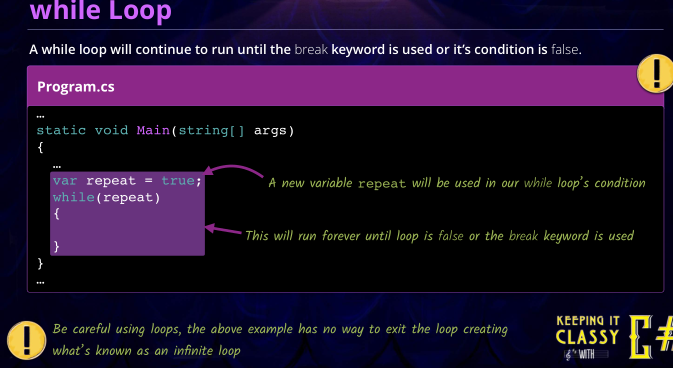 while Loop
A while loop will continue to run until the break keyword is used or it's condition is false.
Program.cs
…
static void Main(string[] args)
{
…
var repeat = true;
A new variable repeat will be used in our while loop's condition
while(repeat)
{
This will run forever until loop is false or the break keyword is used
}
}
…
Be careful using loops, the above example has no way to exit the loop creating
what's known as an infinite loop
KEEPING IT
CLASSY
WITH
C#